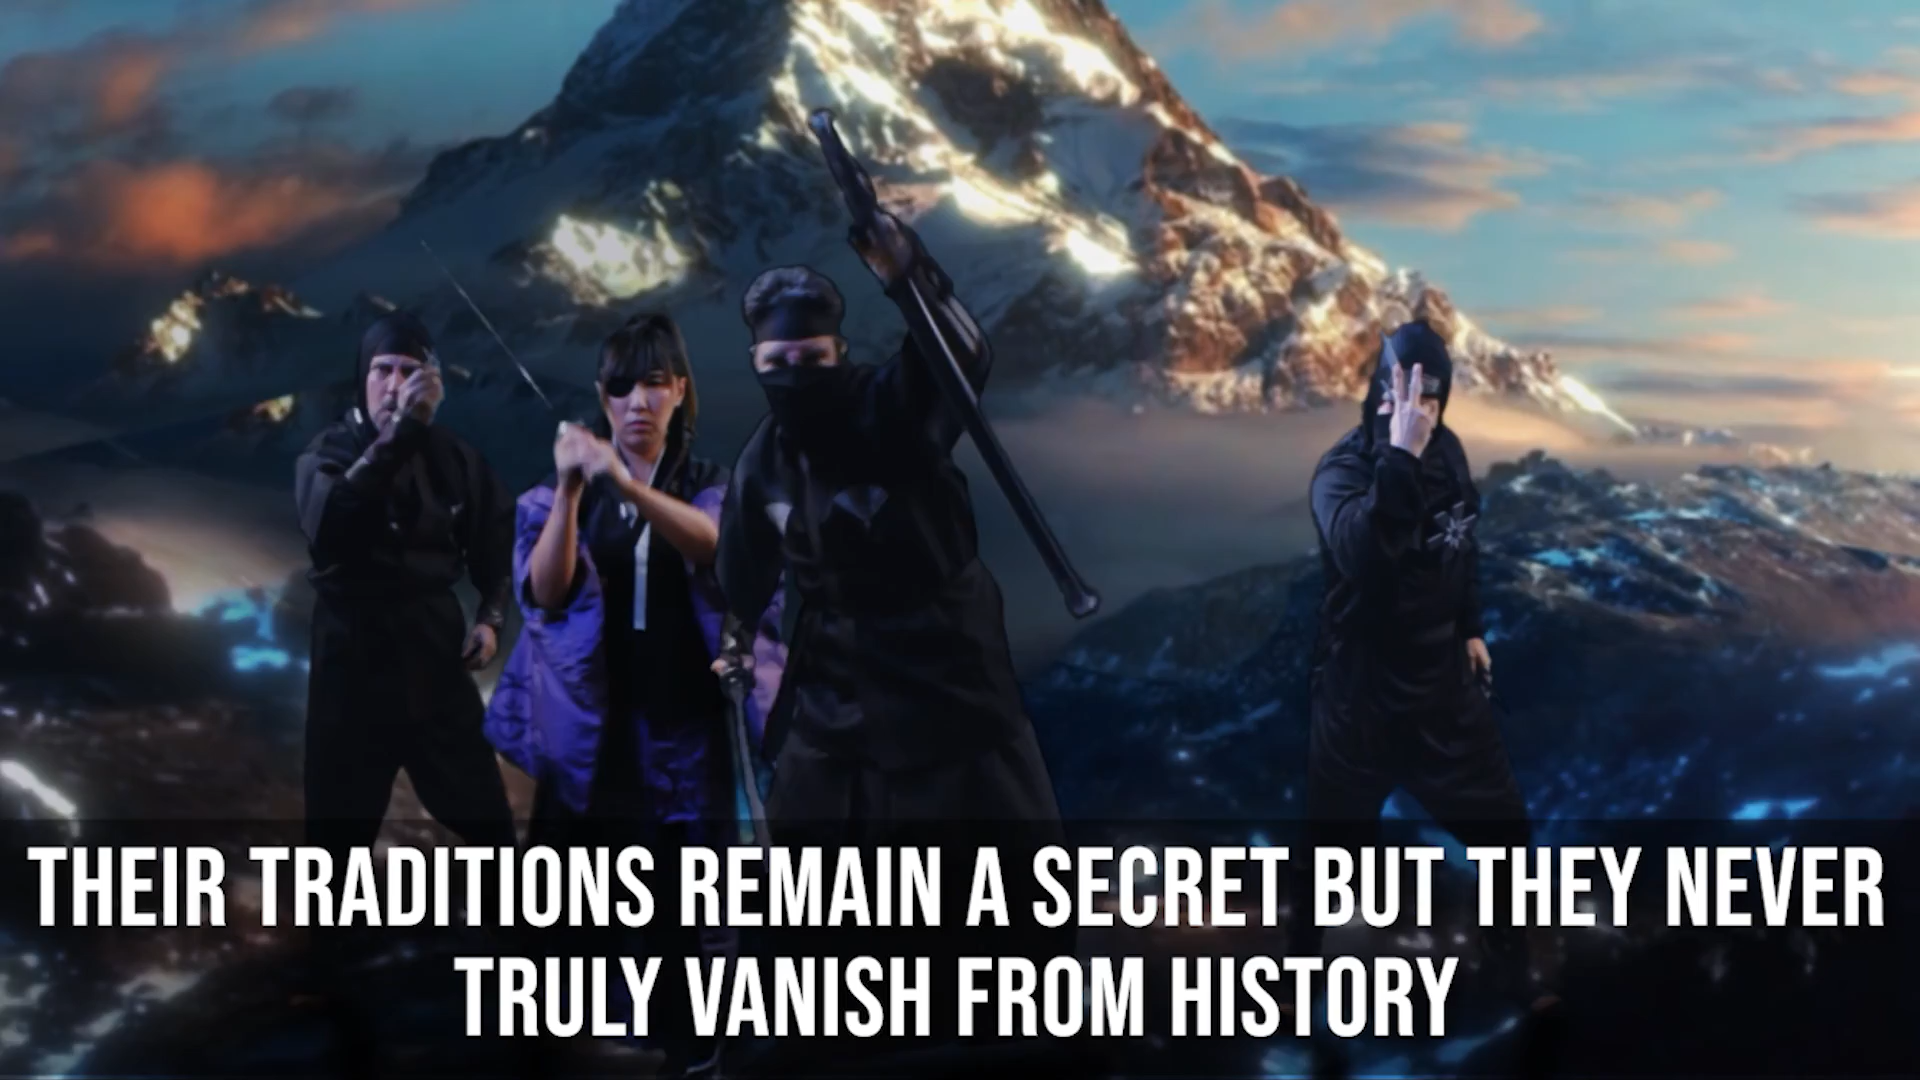 THEIR TRADITIONS REMAIN A SECRET BUT THEY NEVER
TRULY VANISH FROM HISTORY